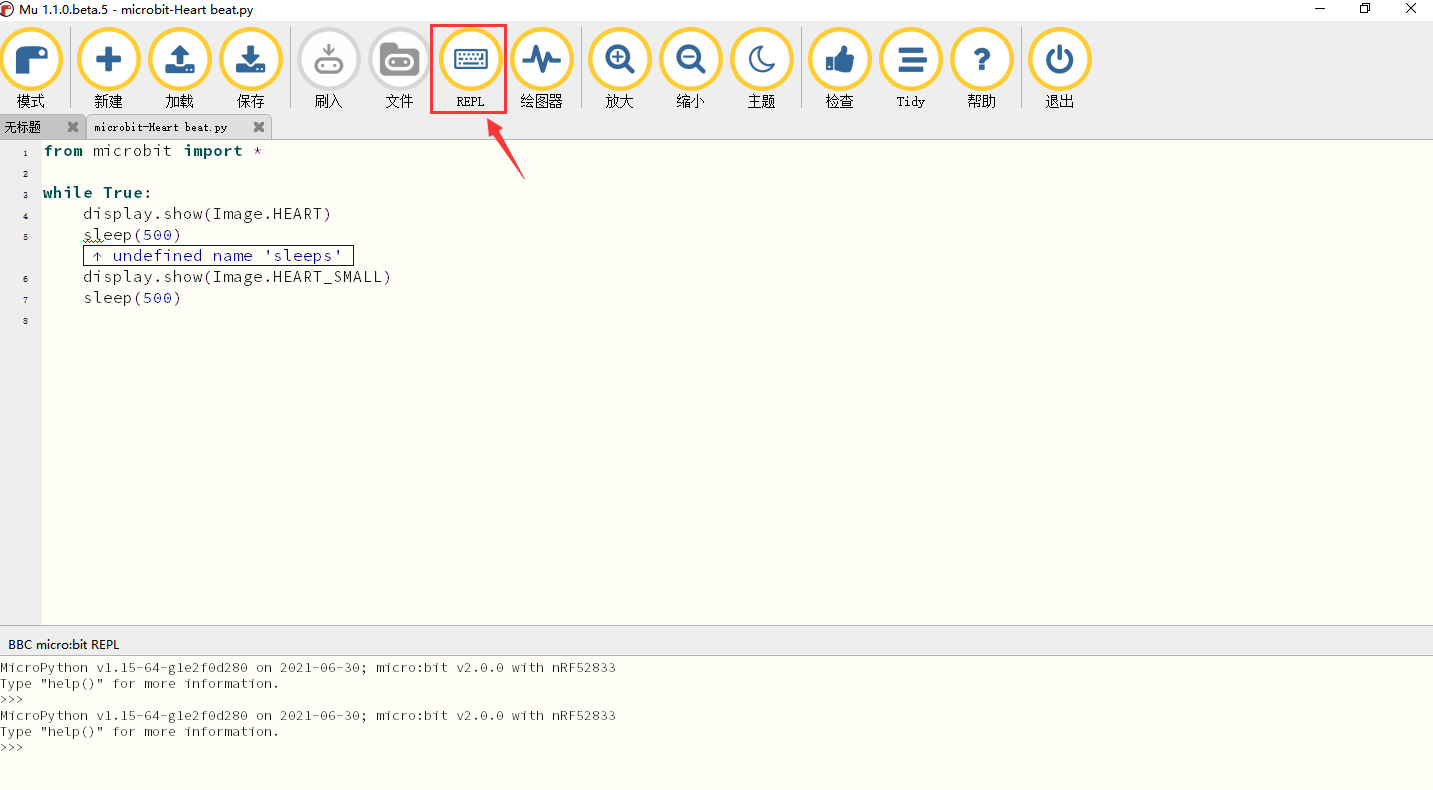 Mu 1.1.0.beta.5 - microbit-Heart beat.py
模式 新建 加载 保存 刷入 文件 REPL 绘图器 放大 缩小 主题 检查 Tidy 帮助 退出
无标题 microbit-Heart beat.py
1 from microbit import *
2
3 while True:
4 display.show(Image.HEART)
5 sleep(500)
↑ undefined name 'sleeps'
6 display.show(Image.HEART_SMALL)
7 sleep(500)
8
BBC micro:bit REPL
MicroPython v1.15-64-g1e2f0d280 on 2021-06-30; micro:bit v2.0.0 with nRF52833
Type "help()" for more information.
>>>
MicroPython v1.15-64-g1e2f0d280 on 2021-06-30; micro:bit v2.0.0 with nRF52833
Type "help()" for more information.
>>>